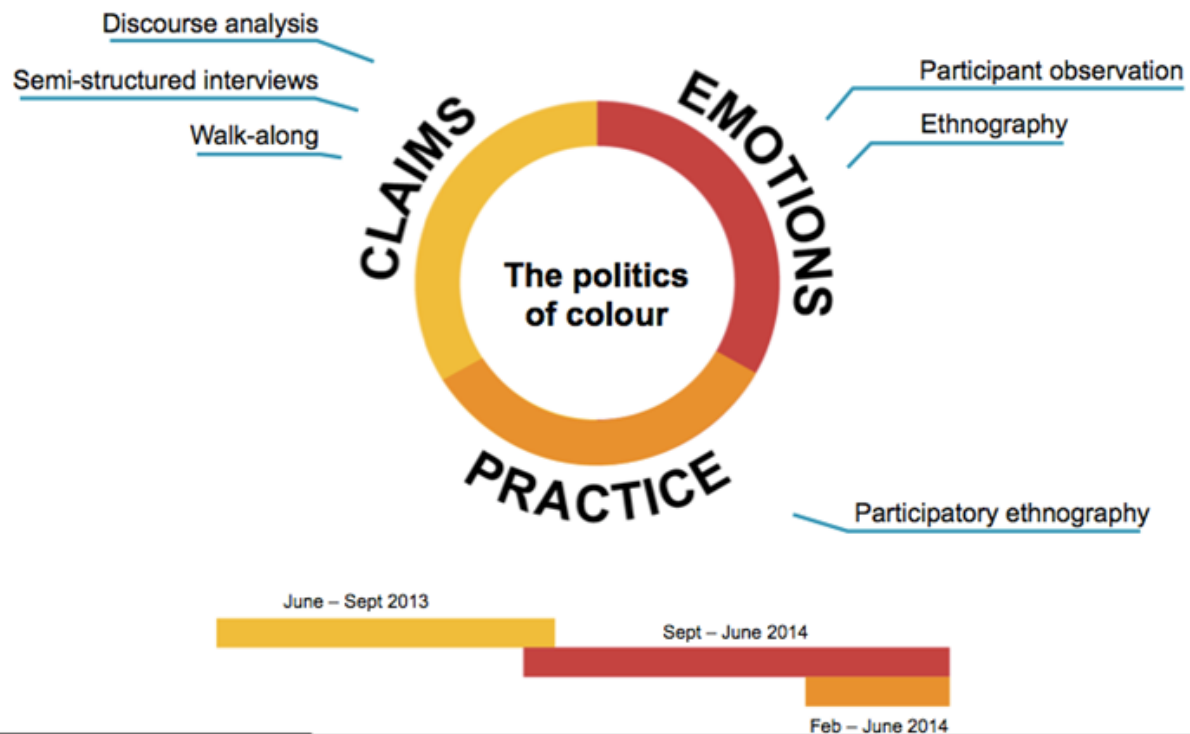 Discourse analysis
Semi-structured interviews
Walk-along
CLAIMS
EMOTIONS
Participant observation
Ethnography
The politics
of colour
PRACTICE
Participatory ethnography
June – Sept 2013
Sept – June 2014
Feb – June 2014